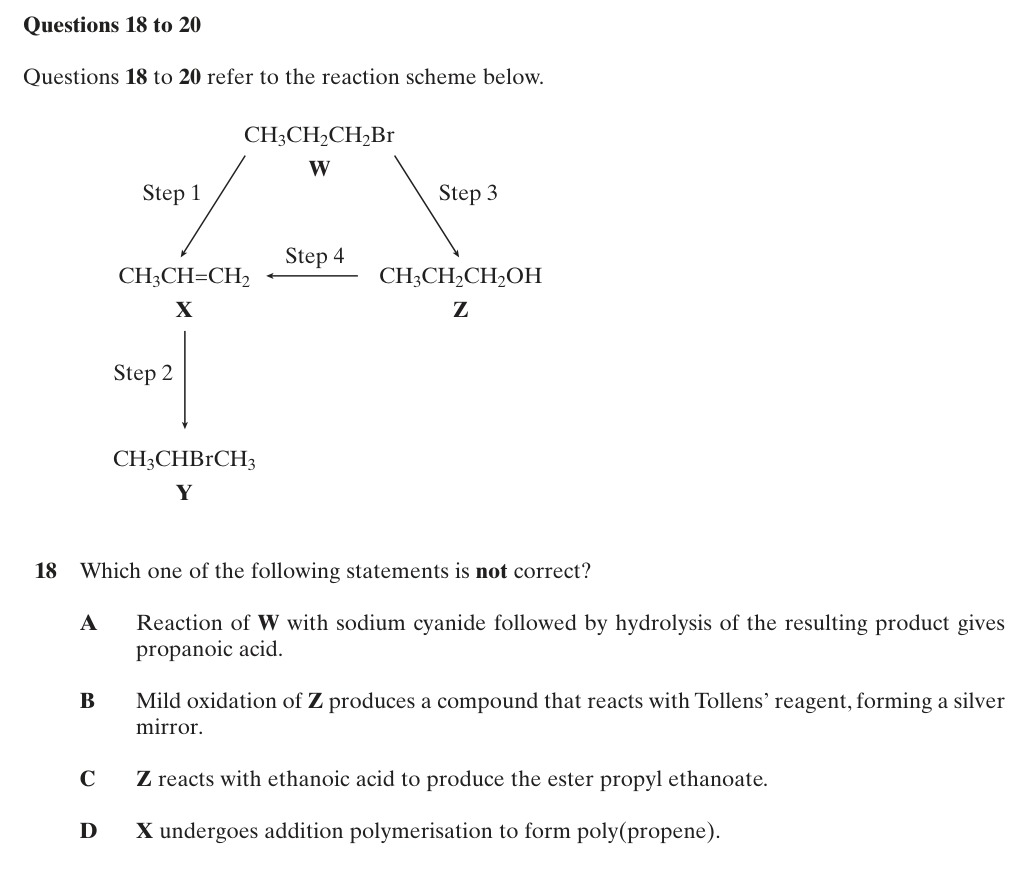 Questions 18 to 20
Questions 18 to 20 refer to the reaction scheme below.
CH₃CH₂CH₂Br
W
Step 1
Step 3
Step 4
CH₃CH=CH₂
CH₃CH₂CH₂OH
X
Z
Step 2
CH₃CHBrCH₃
Y
18 Which one of the following statements is not correct?
A Reaction of W with sodium cyanide followed by hydrolysis of the resulting product gives
propanoic acid.
B Mild oxidation of Z produces a compound that reacts with Tollens’ reagent, forming a silver
mirror.
C Z reacts with ethanoic acid to produce the ester propyl ethanoate.
D X undergoes addition polymerisation to form poly(propene).